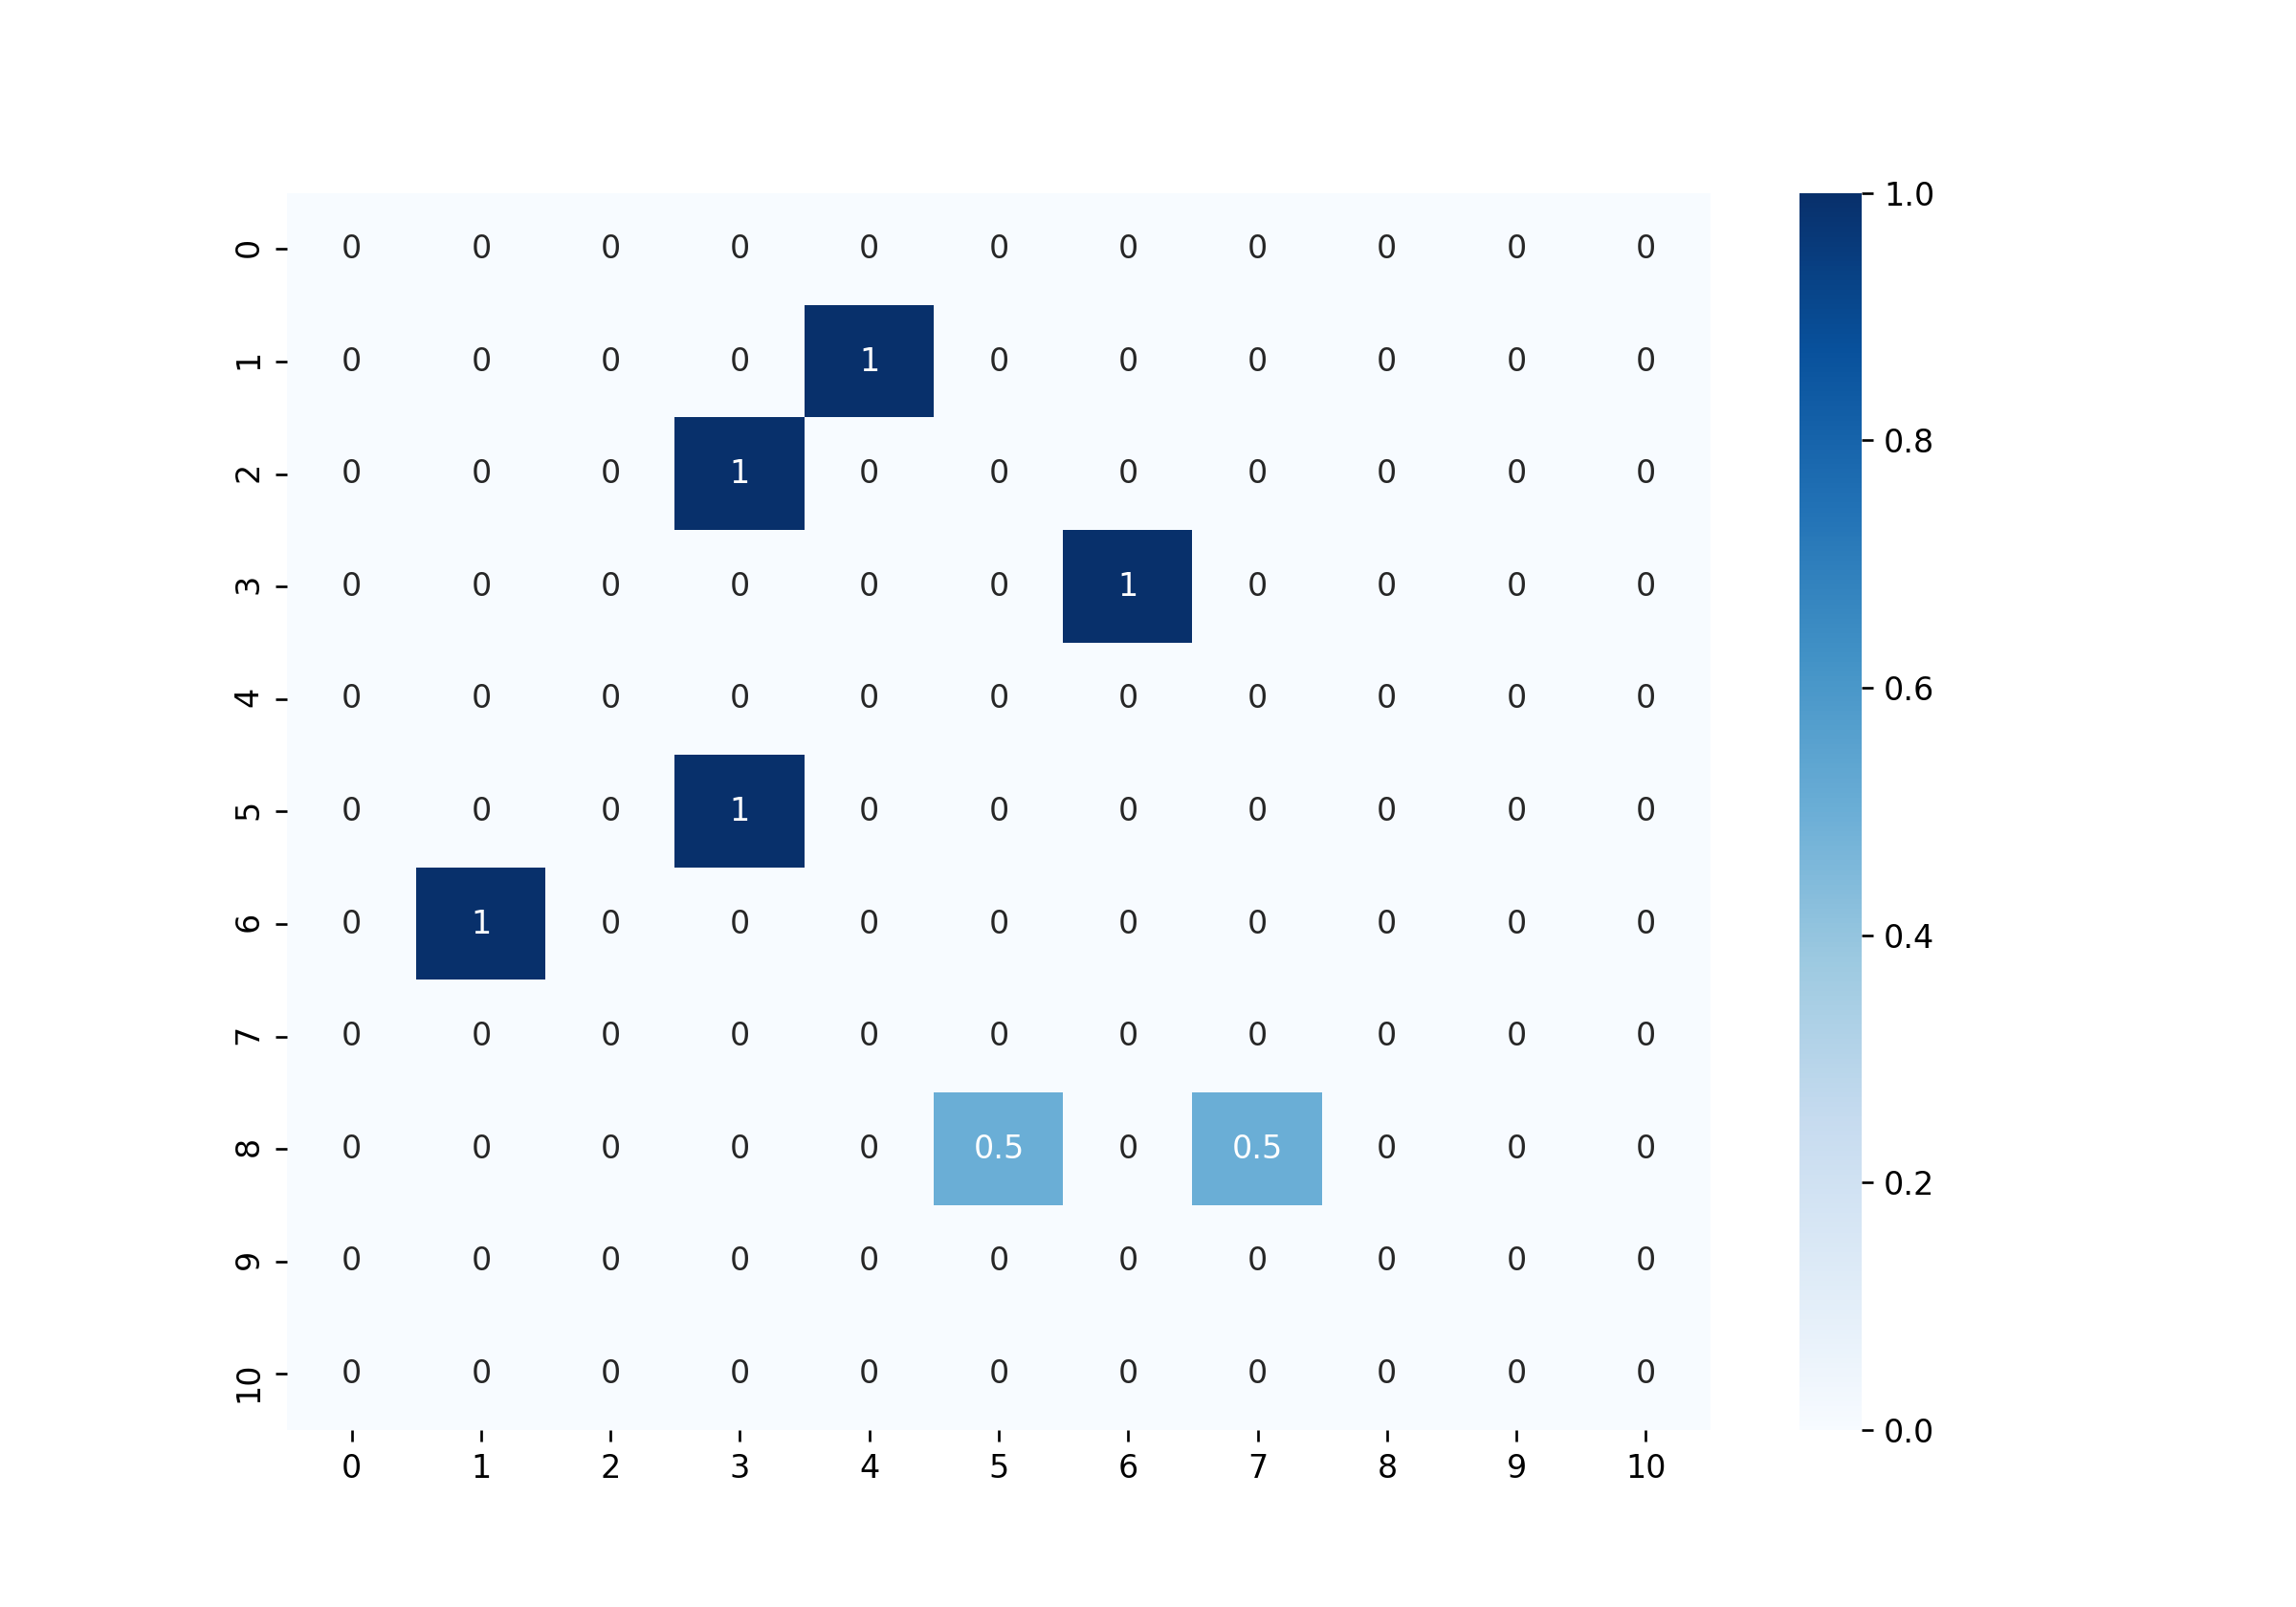 0 0 0 0 0 0 0 0 0 0 0 0
1 0 0 0 0 1 0 0 0 0 0 0
2 0 0 0 1 0 0 0 0 0 0 0
3 0 0 0 0 0 0 1 0 0 0 0
4 0 0 0 0 0 0 0 0 0 0 0
5 0 0 0 1 0 0 0 0 0 0 0
6 0 1 0 0 0 0 0 0 0 0 0
7 0 0 0 0 0 0 0 0 0 0 0
8 0 0 0 0 0 0.5 0 0.5 0 0 0
9 0 0 0 0 0 0 0 0 0 0 0
10 0 0 0 0 0 0 0 0 0 0 0
0 1 2 3 4 5 6 7 8 9 10
1.0
0.8
0.6
0.4
0.2
0.0